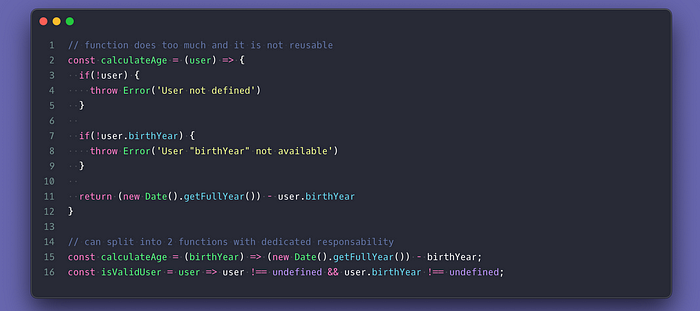 1 // function does too much and it is not reusable
2 const calculateAge = (user) => {
3 if(!user) {
4 throw Error('User not defined')
5 }
6
7 if(!user.birthYear) {
8 throw Error('User "birthYear" not available')
9 }
10
11 return (new Date().getFullYear()) - user.birthYear
12 }
13
14 // can split into 2 functions with dedicated responsability
15 const calculateAge = (birthYear) => (new Date().getFullYear()) - birthYear;
16 const isValidUser = user => user !== undefined && user.birthYear !== undefined;